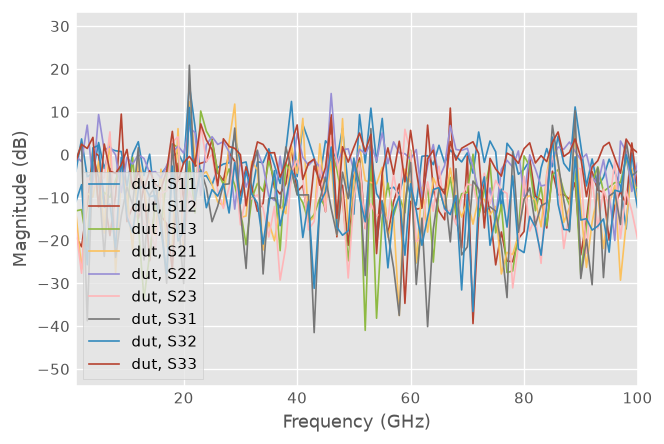 30
20
10
0
−10
−20
−30
−40
−50
Magnitude (dB)
dut, S11
dut, S12
dut, S13
dut, S21
dut, S22
dut, S23
dut, S31
dut, S32
dut, S33
20
40
60
80
100
Frequency (GHz)